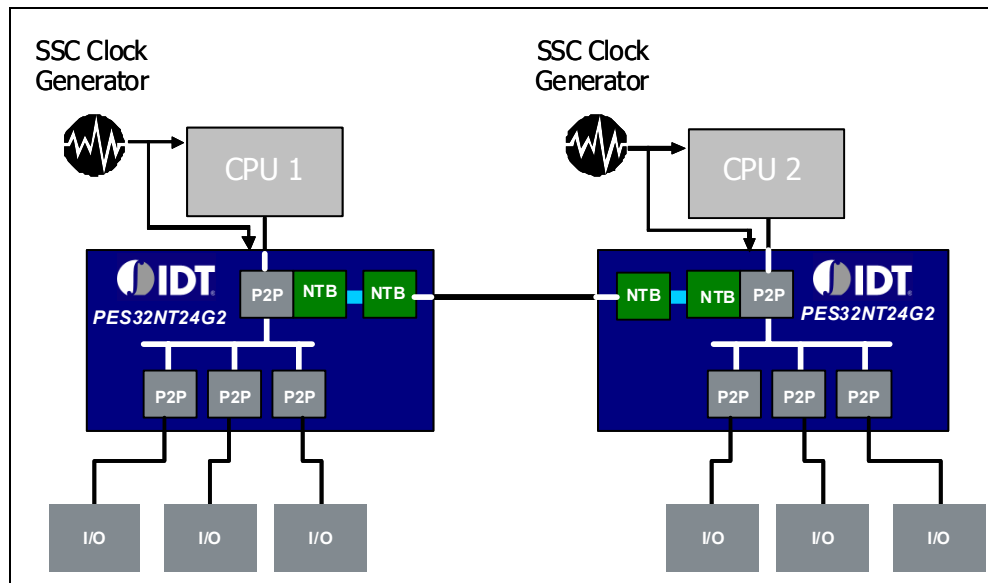 SSC Clock
Generator
SSC Clock
Generator
CPU 1
CPU 2
IDT
PES32NT24G2
P2P
NTB
NTB
NTB
NTB
P2P
IDT
PES32NT24G2
P2P
P2P
P2P
P2P
P2P
P2P
I/O
I/O
I/O
I/O
I/O
I/O